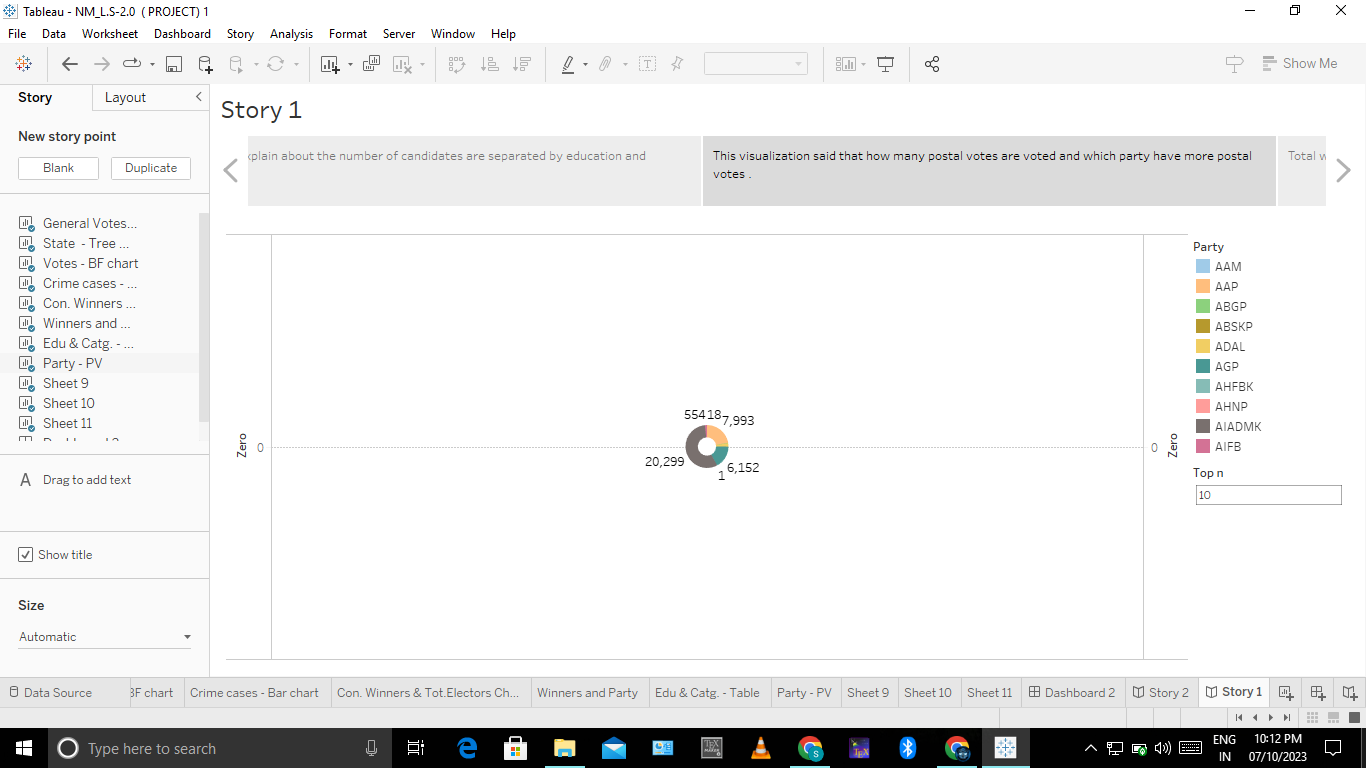 Tableau - NM_L.S-2.0 ( PROJECT) 1
File Data Worksheet Dashboard Story Analysis Format Server Window Help
Show Me
Story Layout
New story point
Blank Duplicate
General Votes...
State - Tree ...
Votes - BF chart
Crime cases - ...
Con. Winners ...
Winners and ...
Edu & Catg. - ...
Party - PV
Sheet 9
Sheet 10
Sheet 11
A Drag to add text
Show title
Size
Automatic
Story 1
xplain about the number of candidates are separated by education and
This visualization said that how many postal votes are voted and which party have more postal
votes .
Total w
Zero
0
554 18 7,993
20,299
6,152
1
0
Zero
Party
AAM
AAP
ABGP
ABSKP
ADAL
AGP
AHFBK
AHNP
AIADMK
AIFB
Top n
10
Data Source BF chart Crime cases - Bar chart Con. Winners & Tot.Electors Ch... Winners and Party Edu & Catg. - Table Party - PV Sheet 9 Sheet 10 Sheet 11 Dashboard 2 Story 2 Story 1
Type here to search
ENG
IN
10:12 PM
07/10/2023